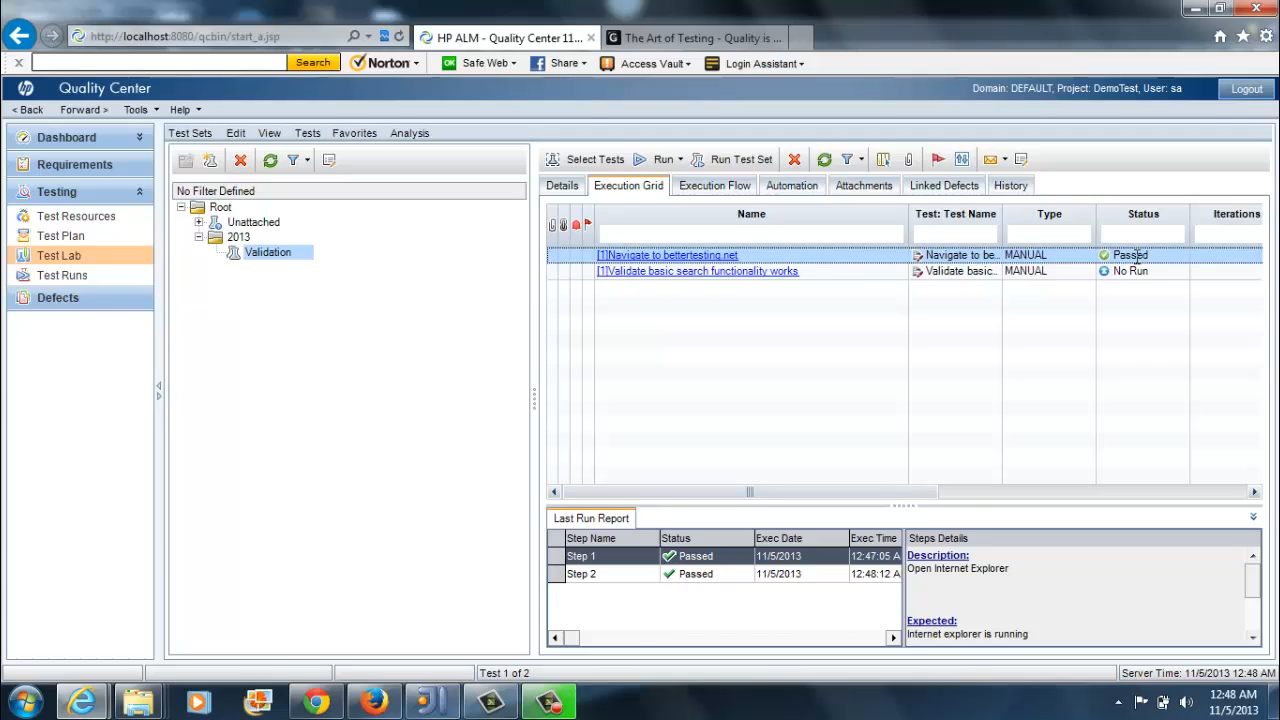 http://localhost:8080/qcbin/start_a.jsp
HP ALM - Quality Center 11...
The Art of Testing - Quality is ...
Search
Norton
OK Safe Web
Share
Access Vault
Login Assistant
hp Quality Center
Domain: DEFAULT, Project: DemoTest, User: sa
Logout
< Back Forward > Tools Help
Dashboard
Requirements
Testing
Test Resources
Test Plan
Test Lab
Test Runs
Defects
Test Sets Edit View Tests Favorites Analysis
No Filter Defined
Root
Unattached
2013
Validation
Select Tests Run Run Test Set
Details Execution Grid Execution Flow Automation Attachments Linked Defects History
Name Test: Test Name Type Status Iterations
[1]Navigate to bettertesting.net Navigate to be... MANUAL Passed
[1]Validate basic search functionality works Validate basic... MANUAL No Run
Last Run Report
Step Name Status Exec Date Exec Time
Step 1 Passed 11/5/2013 12:47:05 A
Step 2 Passed 11/5/2013 12:48:12 A
Steps Details
Description:
Open Internet Explorer
Expected:
Internet explorer is running
Test 1 of 2
Server Time: 11/5/2013 12:48 AM
12:48 AM
11/5/2013